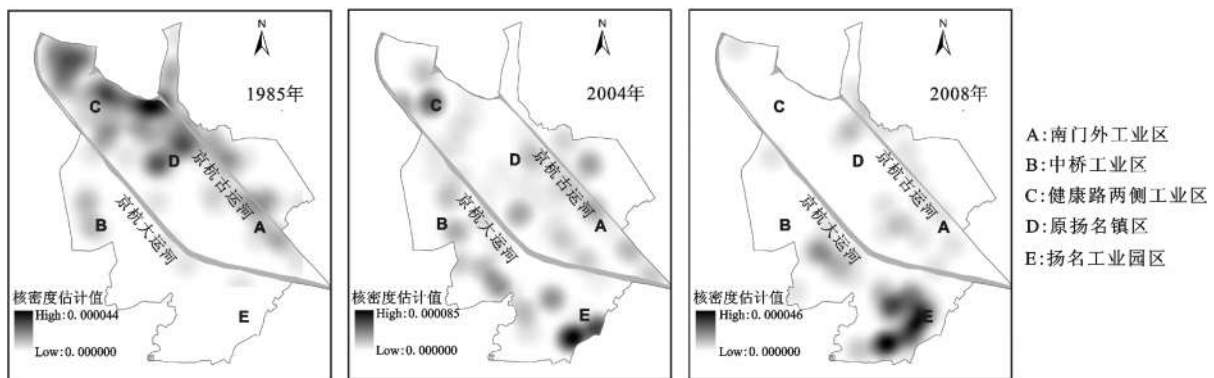 N
1985年
C
D
京杭古运河
B
京杭大运河
A
核密度估计值
High:0.000044
E
Low:0.000000
N
2004年
C
D
京杭古运河
B
京杭大运河
A
核密度估计值
High:0.000085
E
Low:0.000000
N
2008年
C
D
京杭古运河
B
京杭大运河
A
核密度估计值
High:0.000046
E
Low:0.000000
A:南门外工业区
B:中桥工业区
C:健康路两侧工业区
D:原扬名镇区
E:扬名工业园区